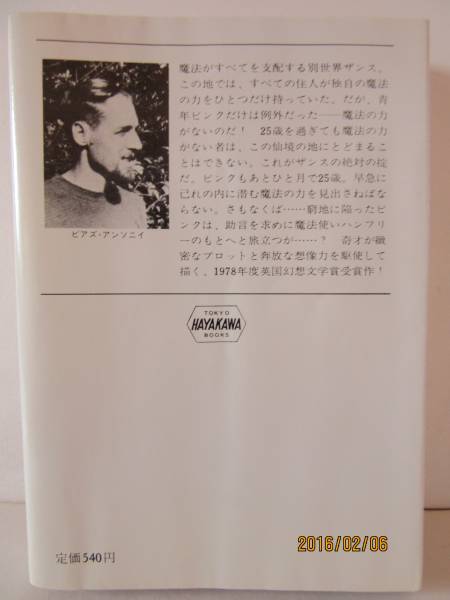 魔法がすべてを支配する別世界ザンス。
この地では、すべての住人が独自の魔法
の力をひとつだけ持っていた。だが、青
年ビンクだけは例外だった——魔法の力
がないのだ！　25歳を過ぎても魔法の力
がない者は、この仙境の地にとどまるこ
とはできない。これがザンスの絶対の掟
だ。ビンクもあとひと月で25歳。早急に
己れの内に潜む魔法の力を見出さねばな
らない。さもなくば……窮地に陥ったビ
ンクは、助言を求めに魔法使いハンフリ
ーのもとへと旅立つが……？　奇才が緻
密なプロットと奔放な想像力を駆使して
描く、1978年度英国幻想文学賞受賞作！
ピアズ・アンソニイ
TOKYO
HAYAKAWA
BOOKS
定価540円
2016/02/06